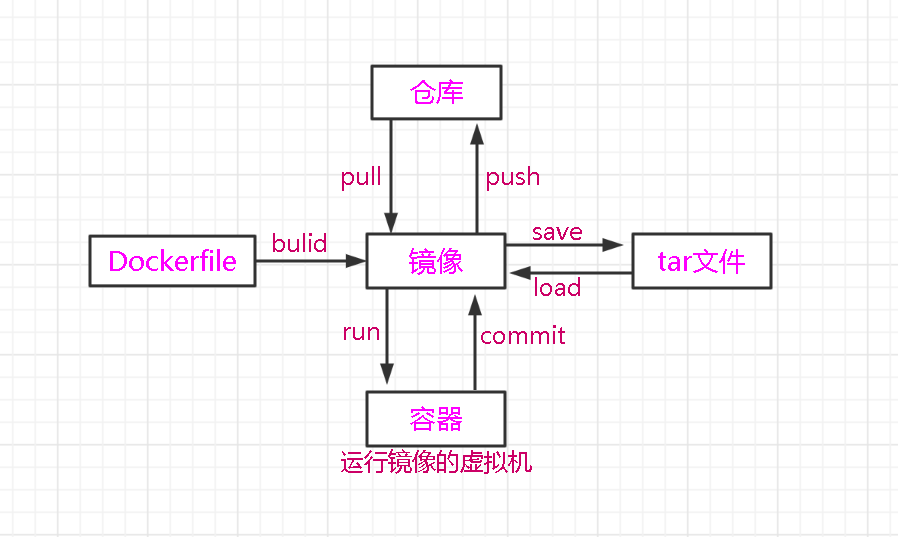 仓库
pull
push
bulid
save
Dockerfile
镜像
tar文件
load
run
commit
容器
运行镜像的虚拟机